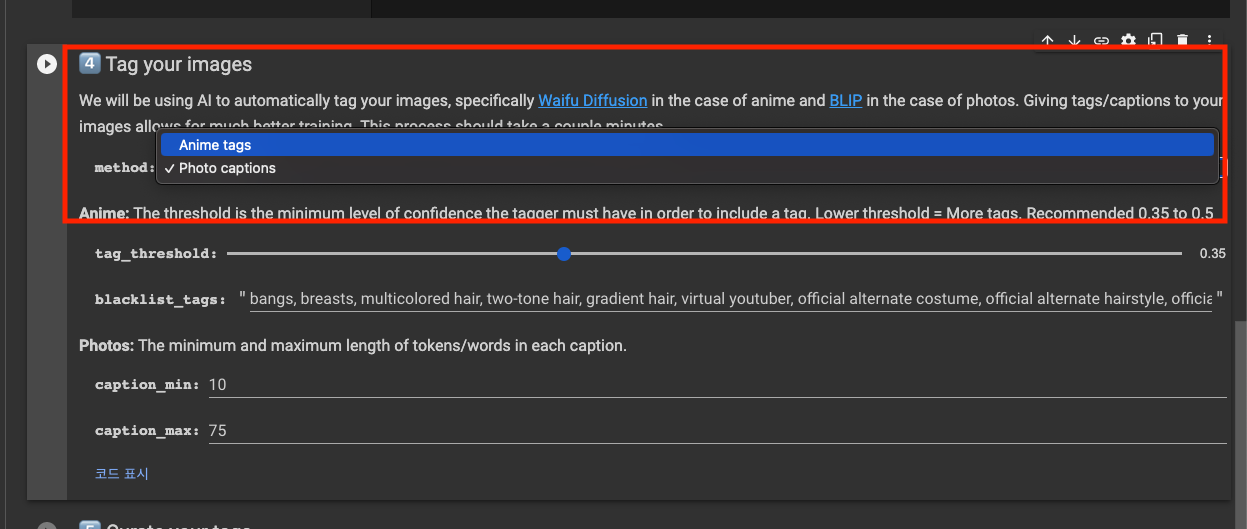 4 Tag your images
We will be using AI to automatically tag your images, specifically Waifu Diffusion in the case of anime and BLIP in the case of photos. Giving tags/captions to your
images allows for much better training. This process should take a couple minutes.
Anime tags
method: ✓ Photo captions
Anime: The threshold is the minimum level of confidence the tagger must have in order to include a tag. Lower threshold = More tags. Recommended 0.35 to 0.5
tag_threshold: 0.35
blacklist_tags: " bangs, breasts, multicolored hair, two-tone hair, gradient hair, virtual youtuber, official alternate costume, official alternate hairstyle, officia "
Photos: The minimum and maximum length of tokens/words in each caption.
caption_min: 10
caption_max: 75
코드 표시
5 Curate your tags